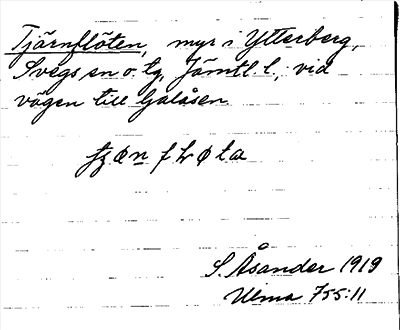 Tjärnflöten, myr i Ytterberg,
Svegs sn o. lg, Jämtl. l., vid
vägen till Galåsen
S. Åsander 1919
Ulma 755:11